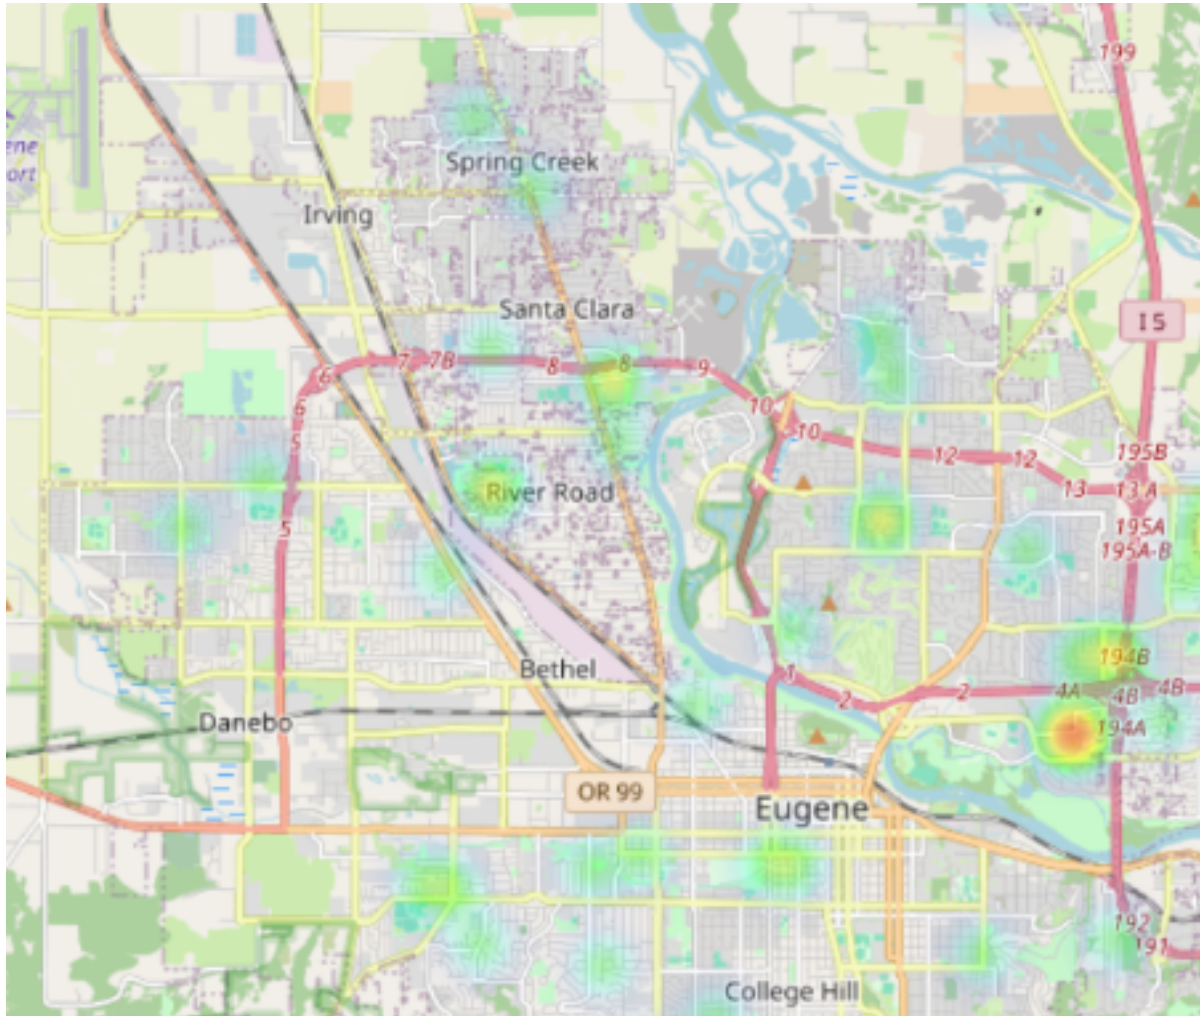 199
Spring Creek
ene
ort
Irving
Santa Clara
I 5
6 7 7B 8 8 9
6
10
10
12 12
195B
13 13 A
5
River Road
195A
195A-B
5
194B
Bethel
1
2 2 4A 4B 4B
Danebo
194A
OR 99
Eugene
192
191
College Hill